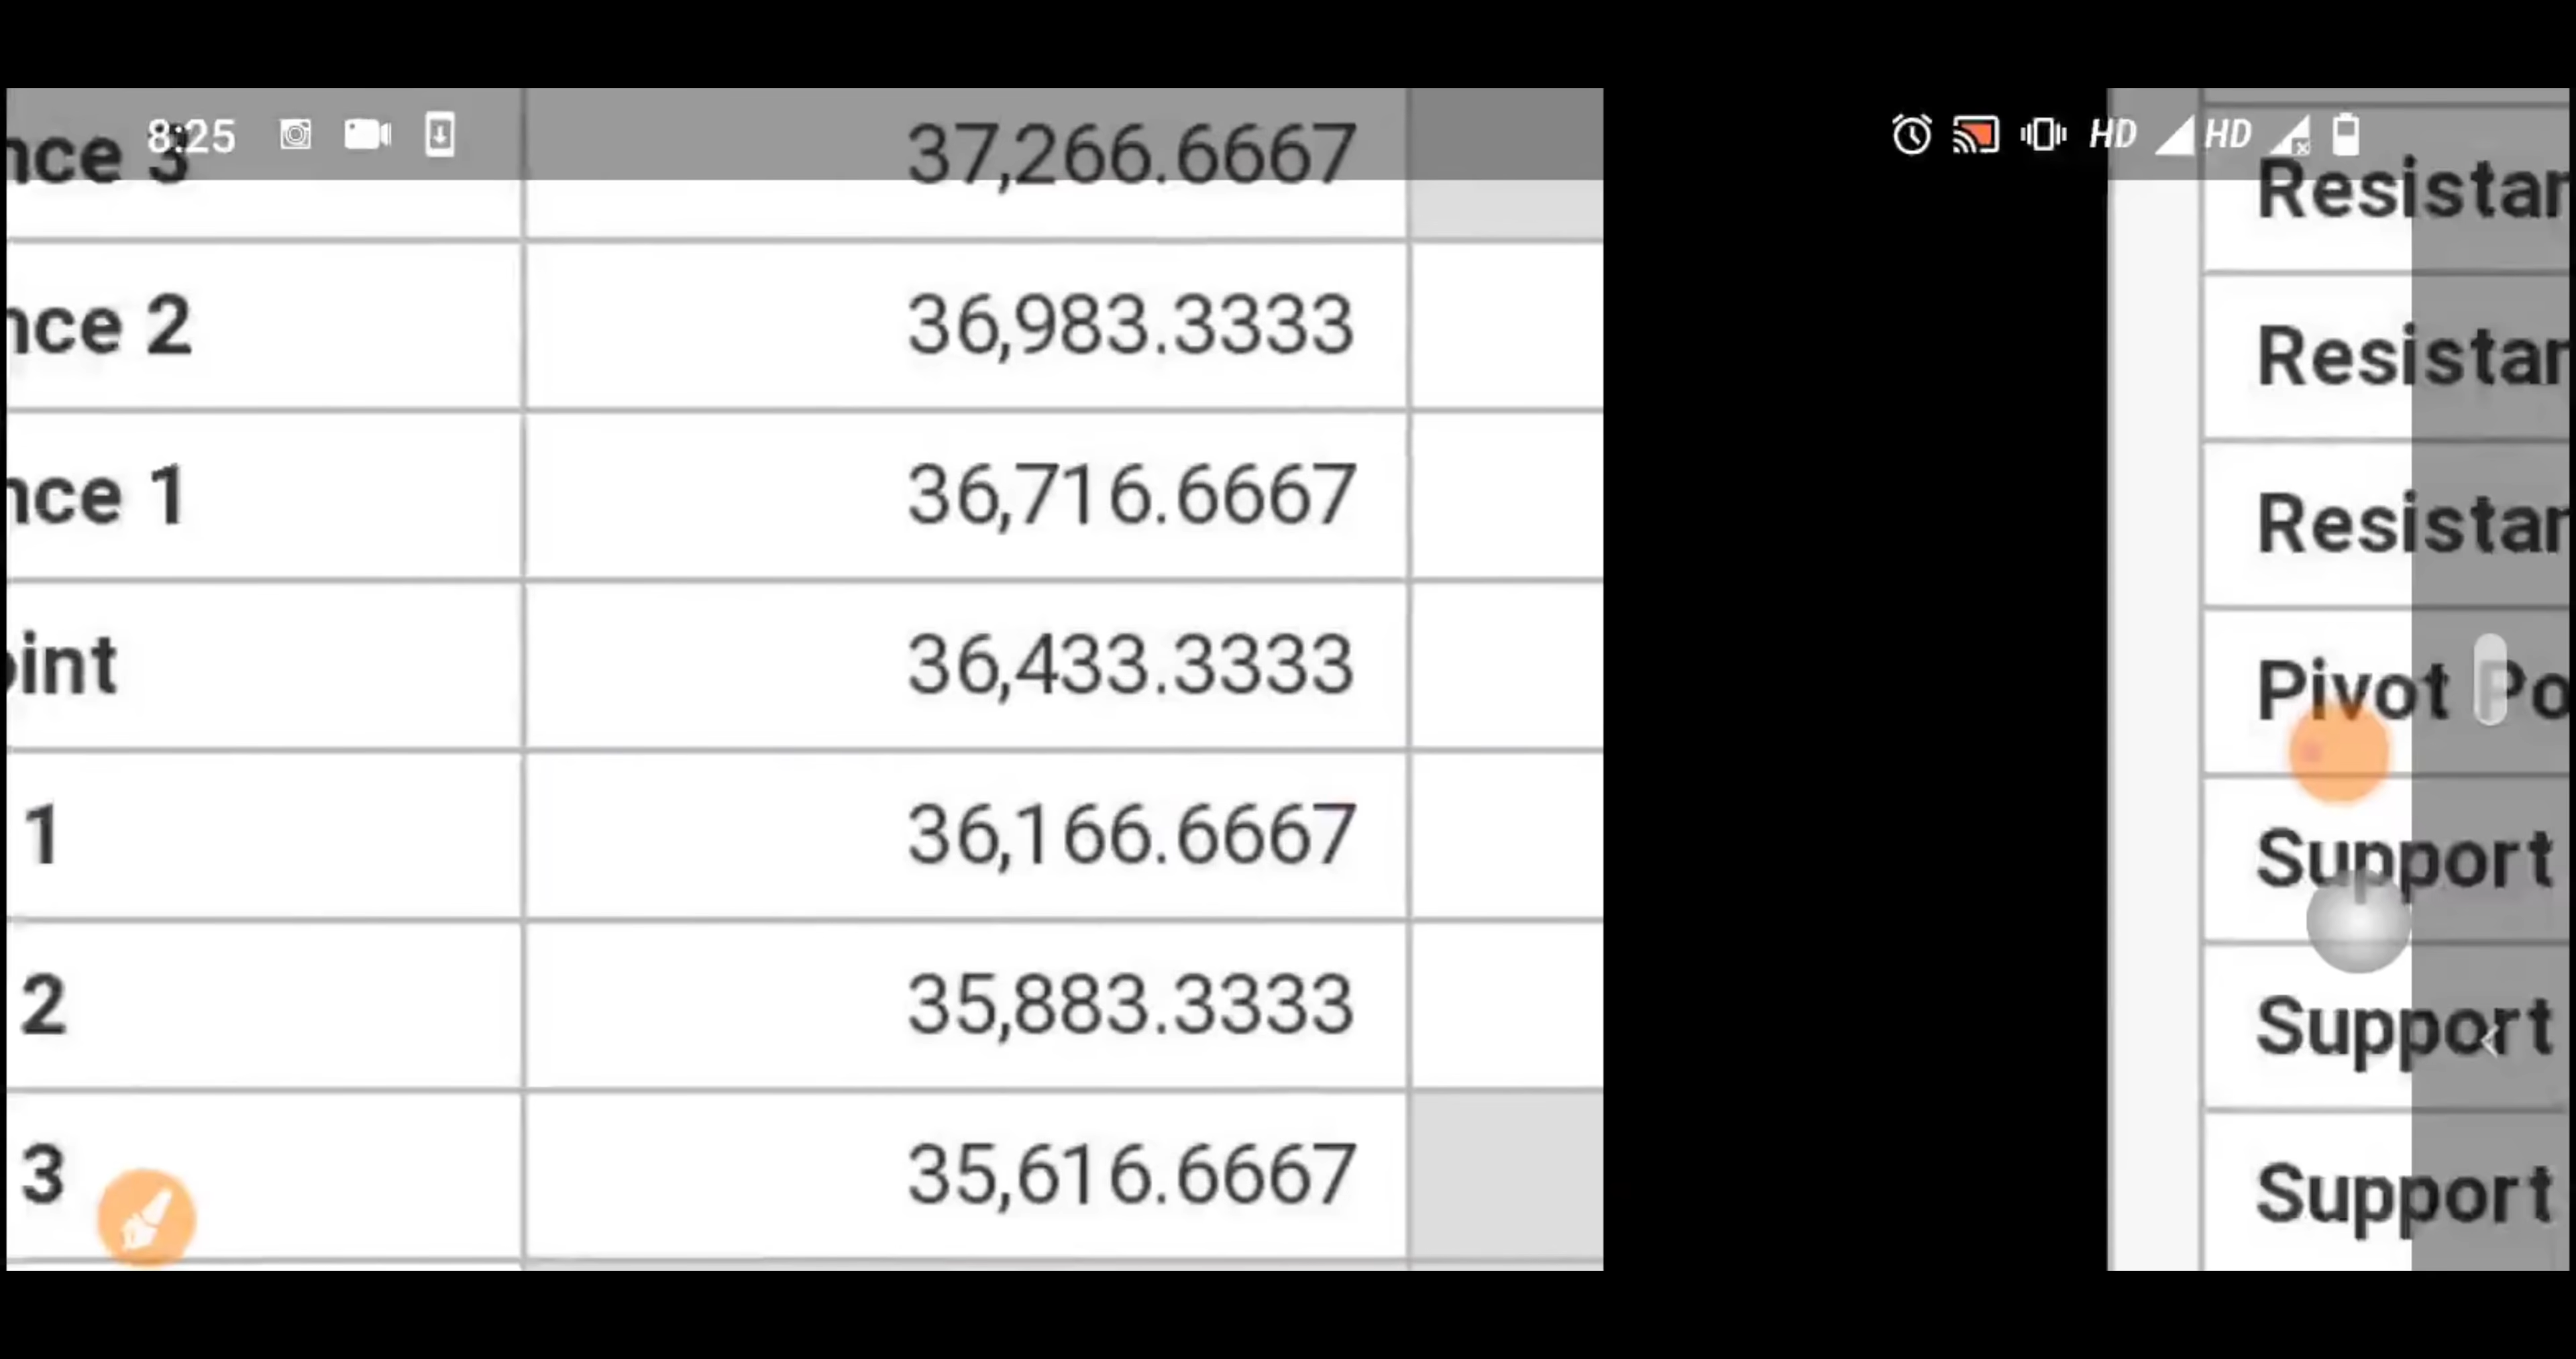 8:25
HD HD
nce 3 37,266.6667
nce 2 36,983.3333
nce 1 36,716.6667
oint 36,433.3333
1 36,166.6667
2 35,883.3333
3 35,616.6667
Resistan
Resistan
Resistan
Pivot Po
Support
Support
Support